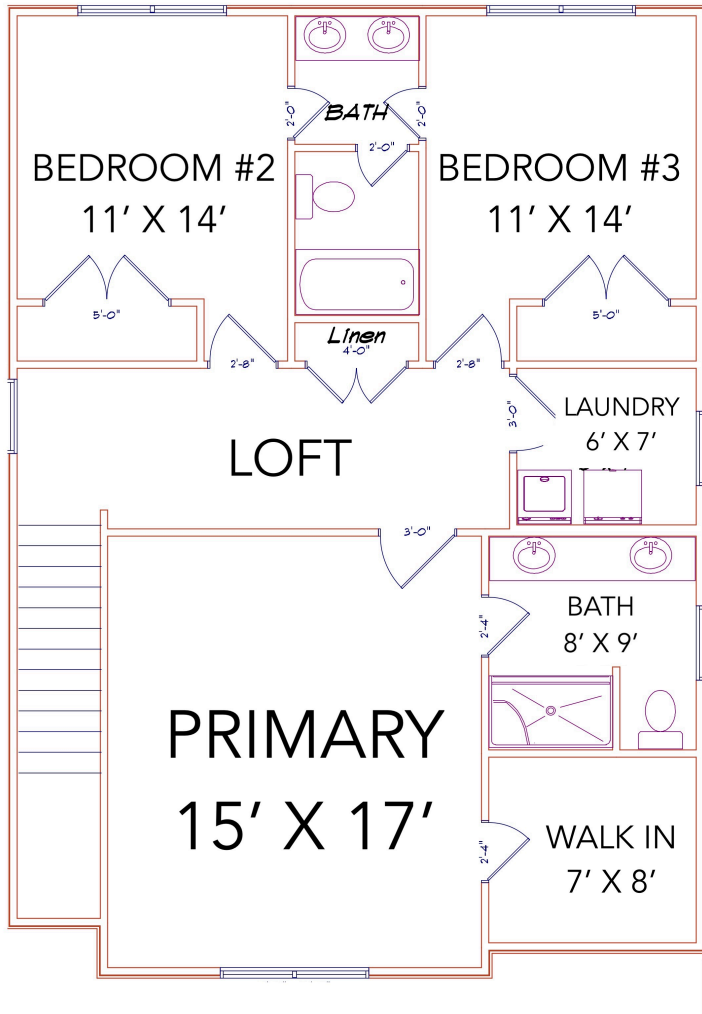 BATH
2'-0"
2'-0"
2'-0"
BEDROOM #2
11' X 14'
BEDROOM #3
11' X 14'
5'-0"
5'-0"
Linen
4'-0"
2'-8"
2'-8"
LOFT
3'-0"
LAUNDRY
6' X 7'
3'-0"
BATH
8' X 9'
2'-4"
PRIMARY
15' X 17'
2'-4"
WALK IN
7' X 8'